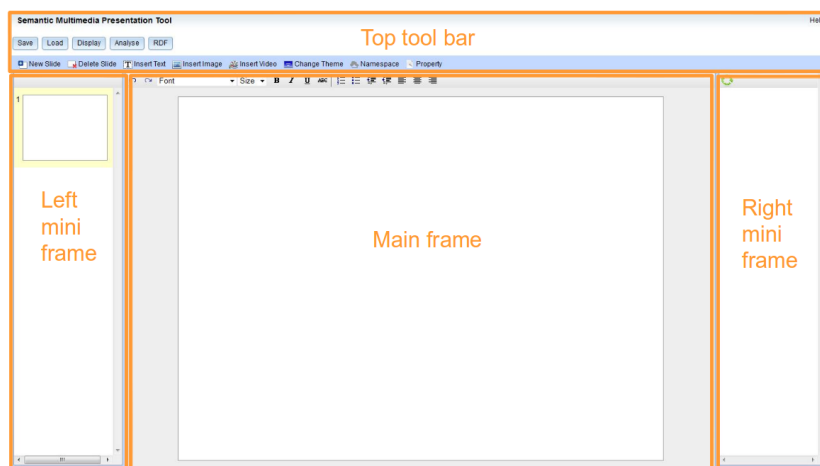 Semantic Multimedia Presentation Tool
Save Load Display Analyse RDF
Top tool bar
New Slide Delete Slide Insert Text Insert Image Insert Video Change Theme Namespace Property
Font Size B I U ABC
1
Left
mini
frame
Main frame
Right
mini
frame